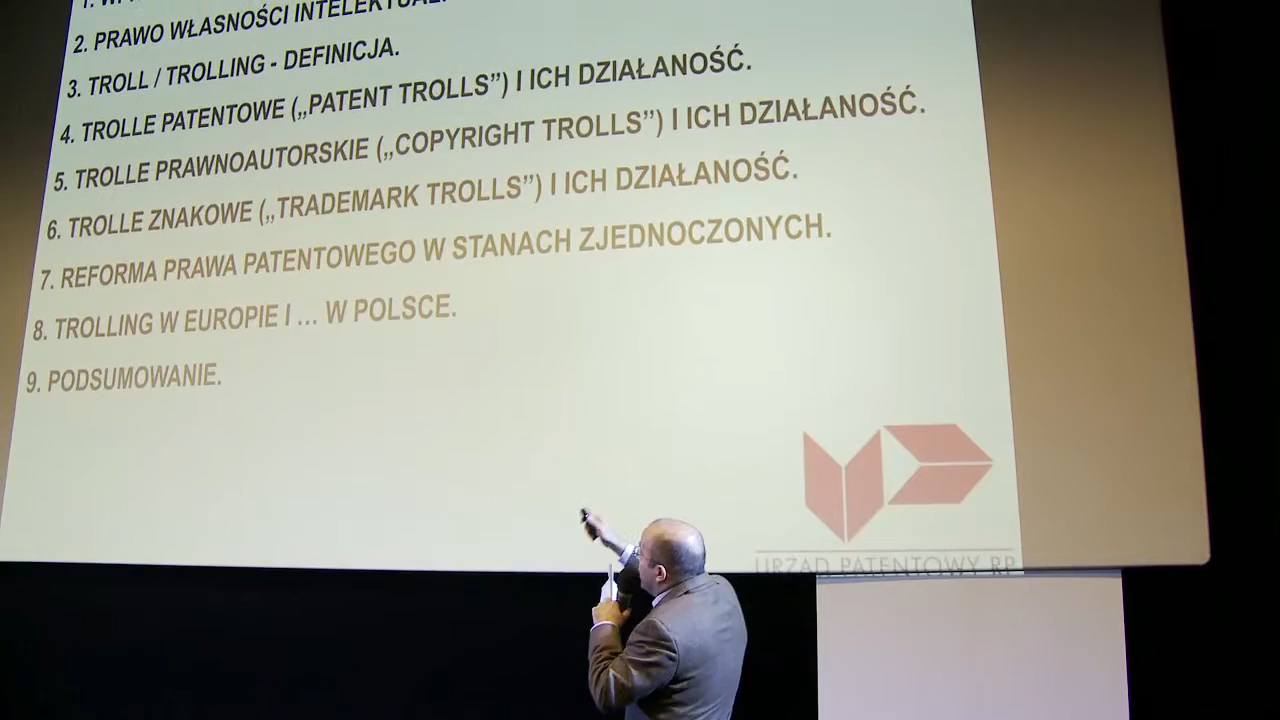 2. PRAWO WŁASNOŚCI
3. TROLL / TROLLING - DEFINICJA.
4. TROLLE PATENTOWE („PATENT TROLLS”) I ICH DZIAŁANOŚĆ.
5. TROLLE PRAWNOAUTORSKIE („COPYRIGHT TROLLS”) I ICH DZIAŁANOŚĆ.
6. TROLLE ZNAKOWE („TRADEMARK TROLLS”) I ICH DZIAŁANOŚĆ.
7. REFORMA PRAWA PATENTOWEGO W STANACH ZJEDNOCZONYCH.
8. TROLLING W EUROPIE I ... W POLSCE.
9. PODSUMOWANIE.
URZĄD PATENTOWY RP